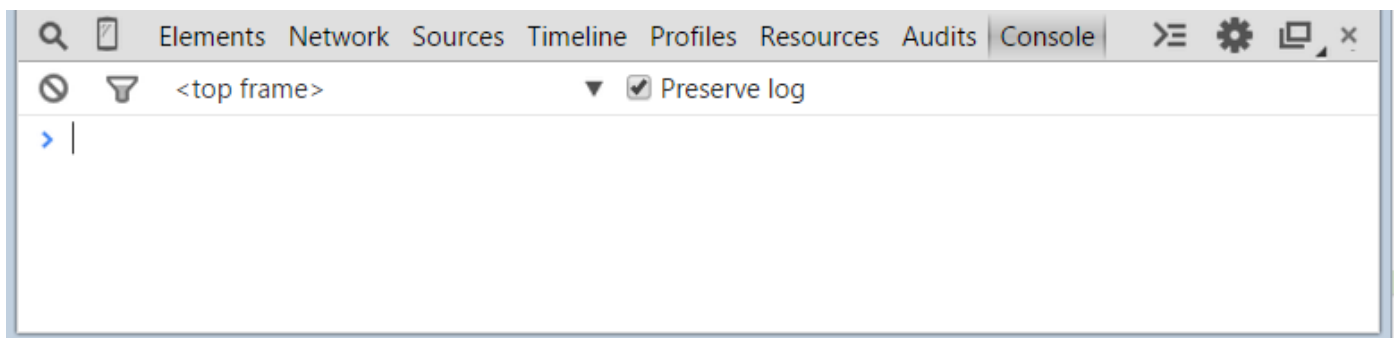 Elements Network Sources Timeline Profiles Resources Audits Console
<top frame> Preserve log